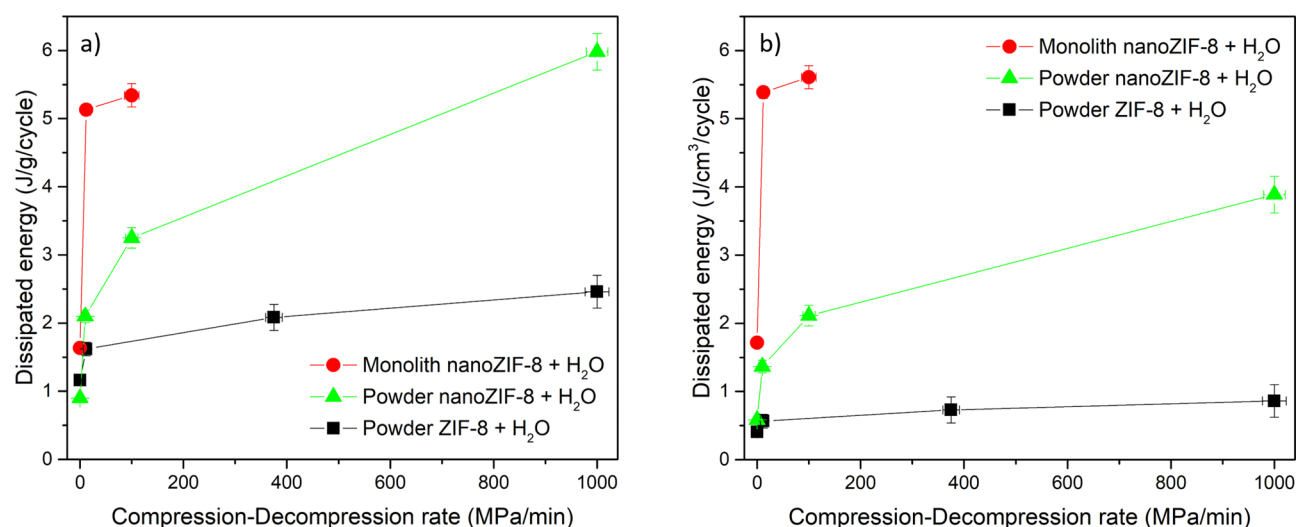 a)
Dissipated energy (J/g/cycle)
6
5
4
3
2
1
0
Monolith nanoZIF-8 + H₂O
Powder nanoZIF-8 + H₂O
Powder ZIF-8 + H₂O
0 200 400 600 800 1000
Compression-Decompression rate (MPa/min)
b)
Dissipated energy (J/cm³/cycle)
6
5
4
3
2
1
0
Monolith nanoZIF-8 + H₂O
Powder nanoZIF-8 + H₂O
Powder ZIF-8 + H₂O
0 200 400 600 800 1000
Compression-Decompression rate (MPa/min)